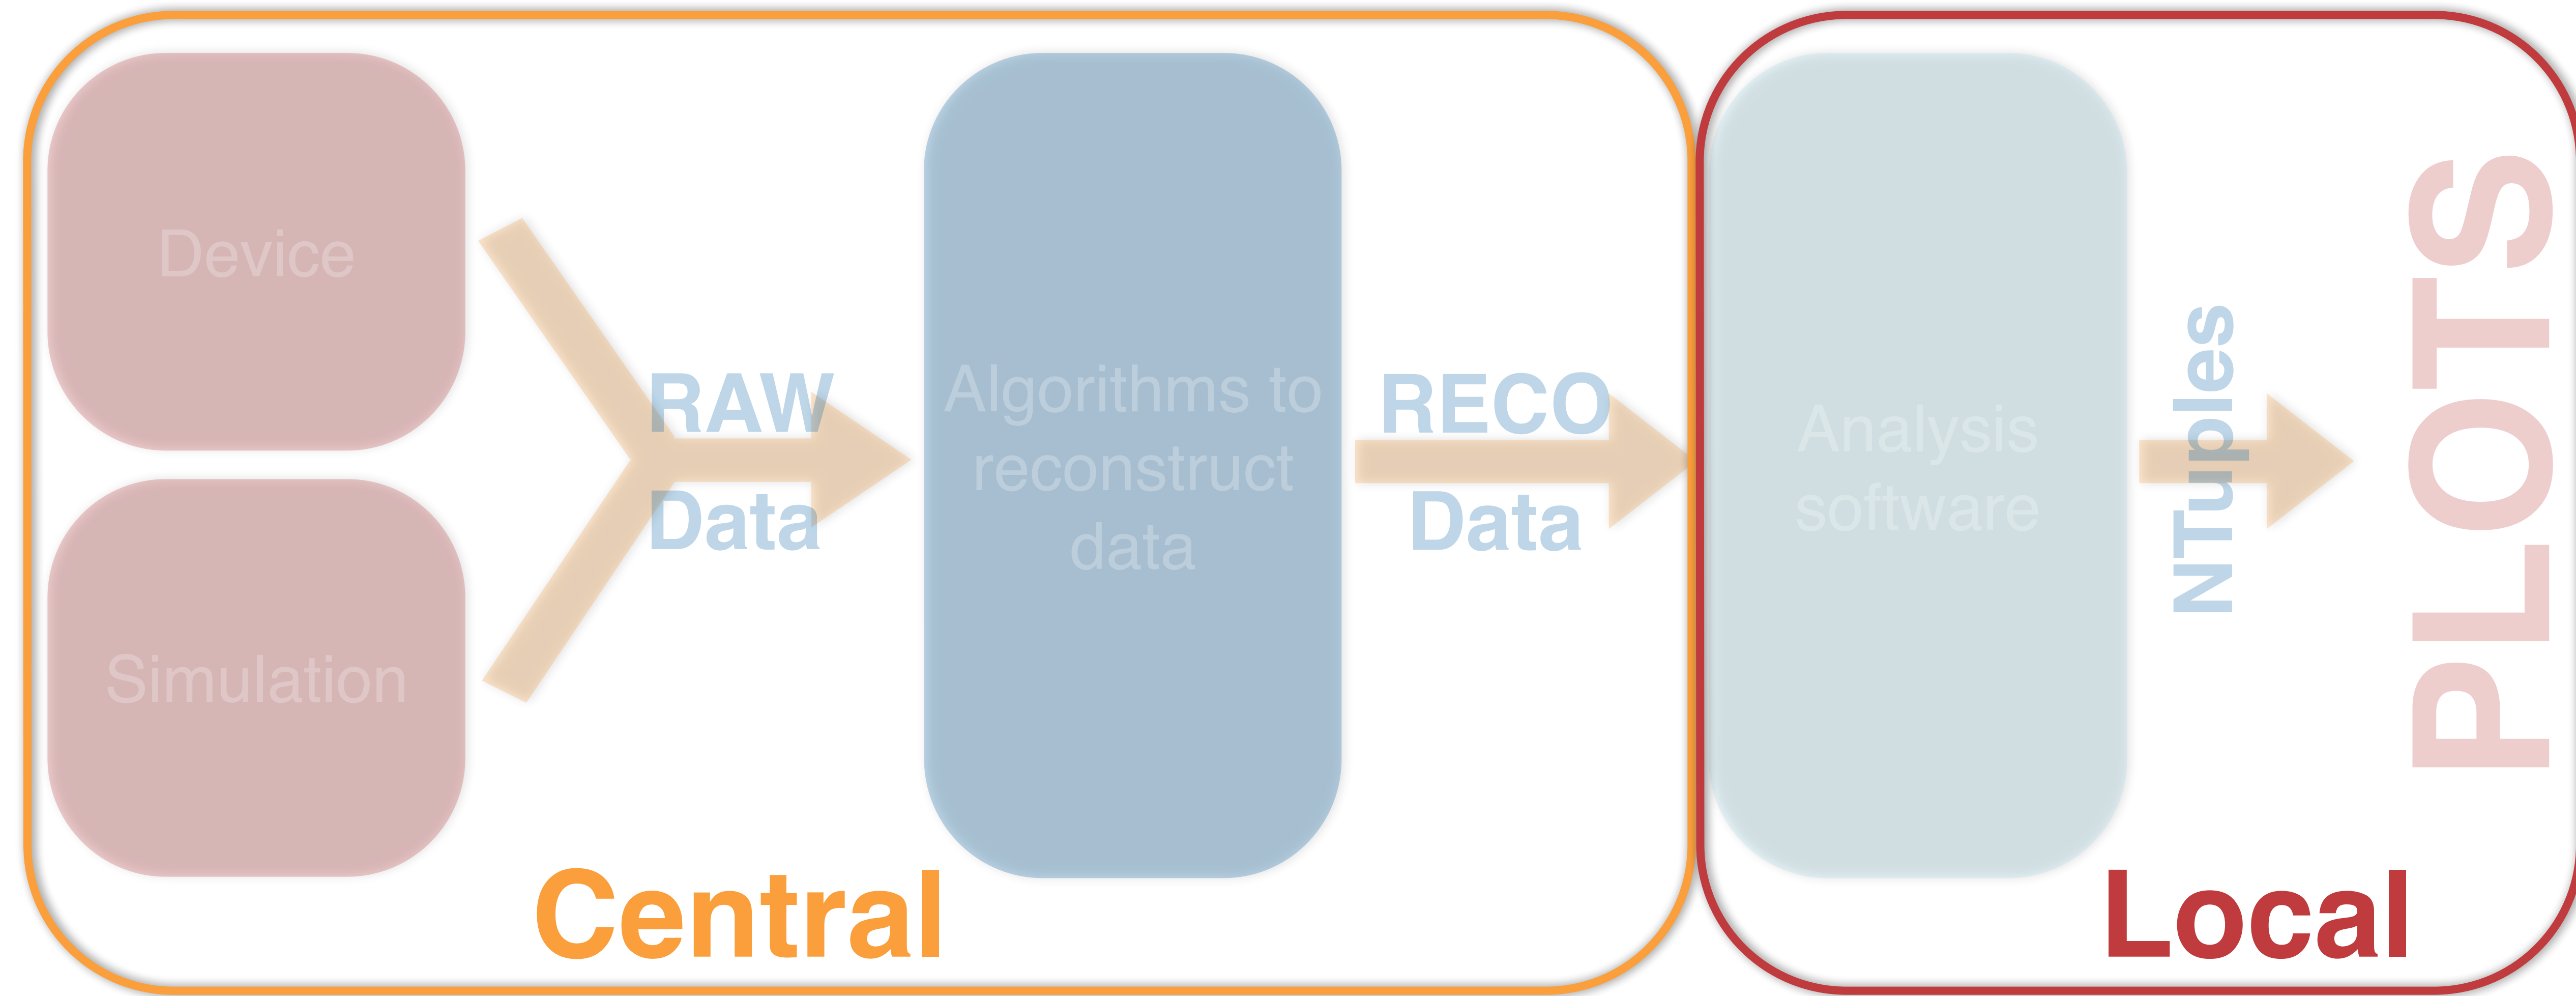 Device
Simulation
RAW
Data
Algorithms to
reconstruct
data
RECO
Data
Analysis
software
NTuples
PLOTS
Central
Local